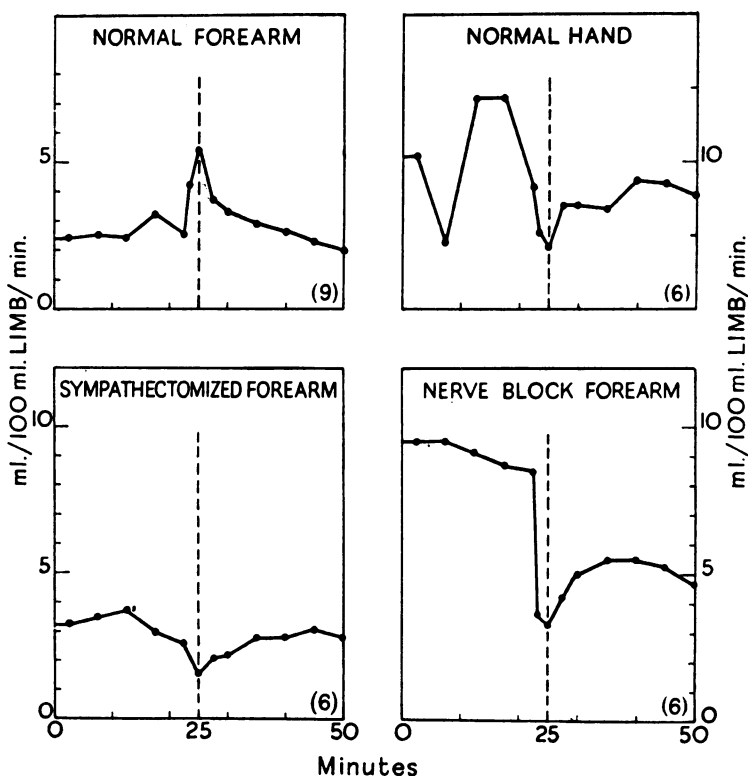 NORMAL FOREARM
5
0
(9)
NORMAL HAND
10
(6)
SYMPATHECTOMIZED FOREARM
10
5
0
(6)
0
25
50
NERVE BLOCK FOREARM
10
5
0
(6)
0
25
50
Minutes
ml./100 ml. LIMB/ min.
ml./100 ml. LIMB/ min.